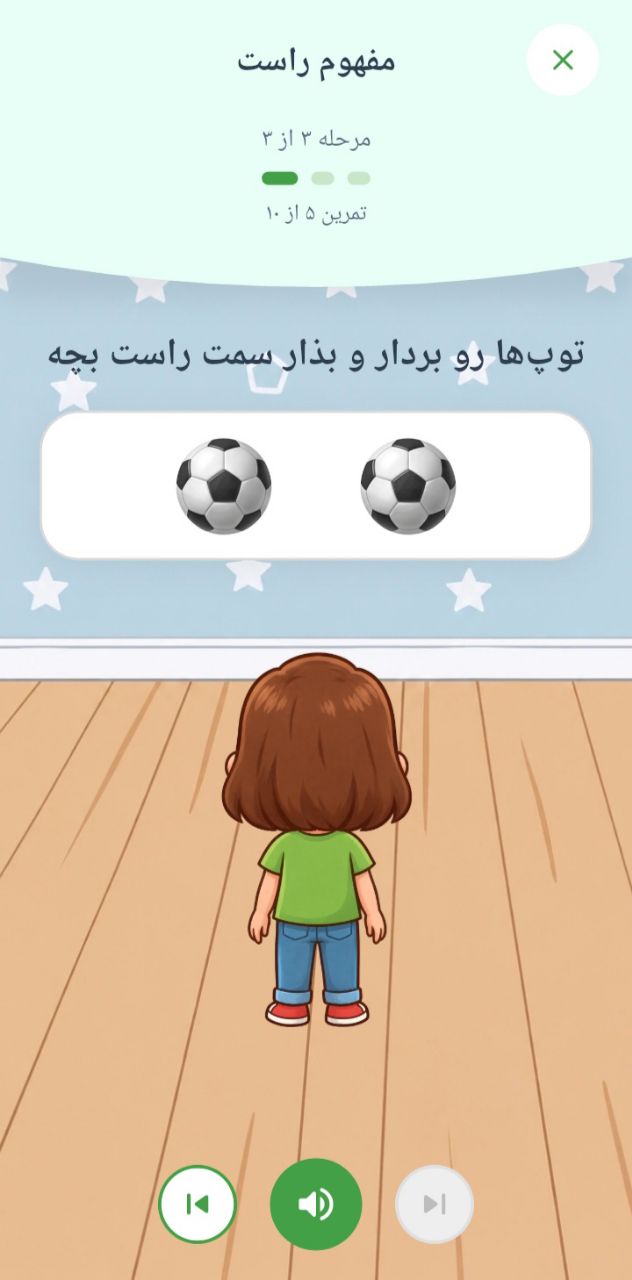 مفهوم راست
مرحله ۳ از ۳
تمرین ۵ از ۱۰
توپ‌ها رو بردار و بذار سمت راست بچه